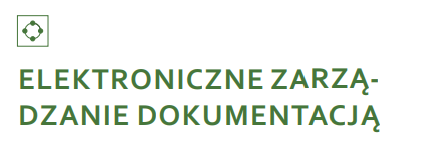 ELEKTRONICZNE ZARZĄ-
DZANIE DOKUMENTACJĄ